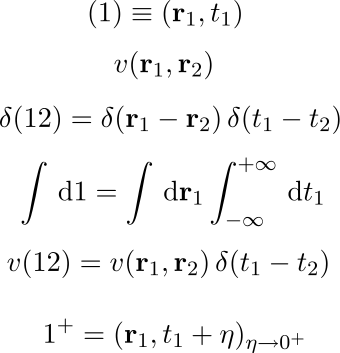 (1) ≡ (r₁, t₁)
v(r₁, r₂)
δ(12) = δ(r₁ − r₂) δ(t₁ − t₂)
∫ d1 = ∫ dr₁ ∫_{−∞}^{+∞} dt₁
v(12) = v(r₁, r₂) δ(t₁ − t₂)
1⁺ = (r₁, t₁ + η)_{η→0⁺}